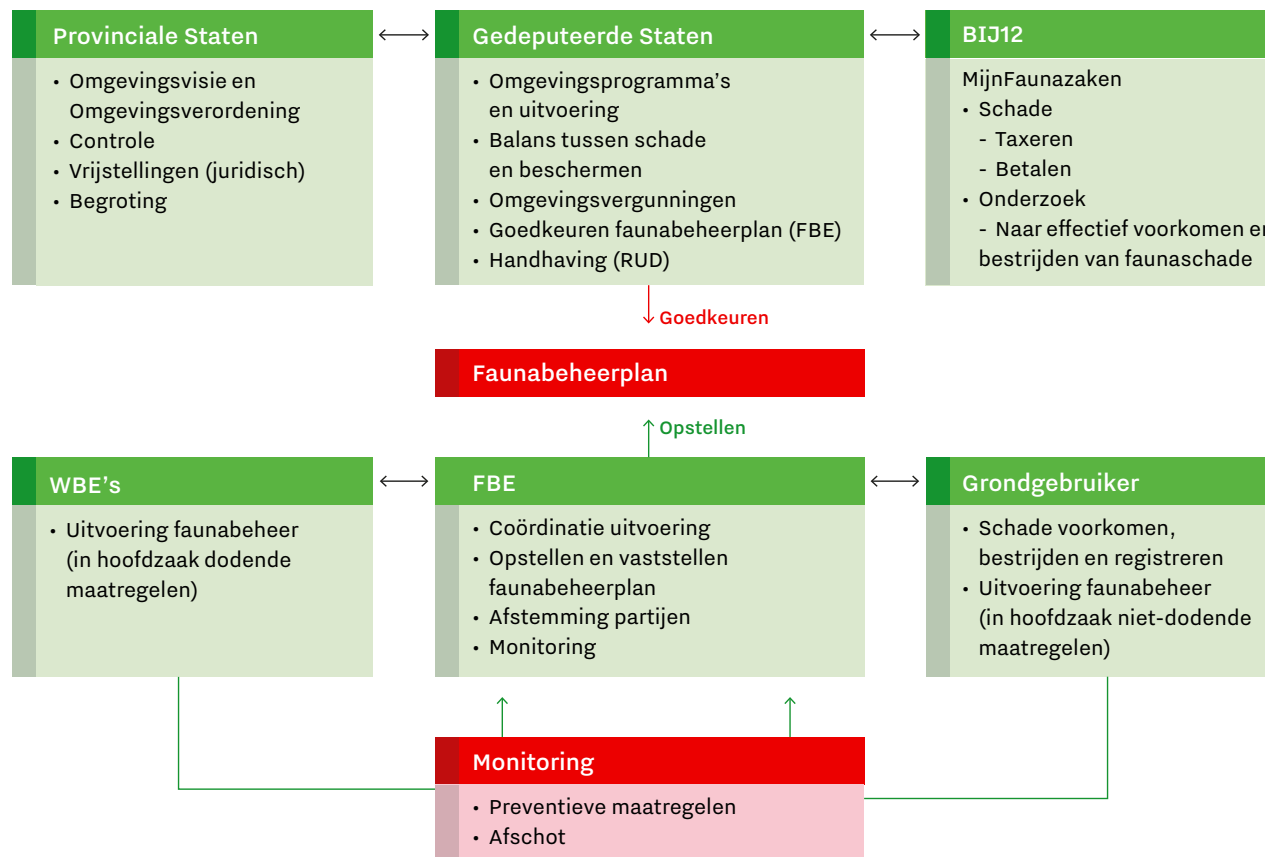 Provinciale Staten
• Omgevingsvisie en
Omgevingsverordening
• Controle
• Vrijstellingen (juridisch)
• Begroting
Gedeputeerde Staten
• Omgevingsprogramma's
en uitvoering
• Balans tussen schade
en beschermen
• Omgevingsvergunningen
• Goedkeuren faunabeheerplan (FBE)
• Handhaving (RUD)
BIJ12
MijnFaunazaken
• Schade
- Taxeren
- Betalen
• Onderzoek
- Naar effectief voorkomen en
bestrijden van faunaschade
Goedkeuren
Faunabeheerplan
Opstellen
WBE's
• Uitvoering faunabeheer
(in hoofdzaak dodende
maatregelen)
FBE
• Coördinatie uitvoering
• Opstellen en vaststellen
faunabeheerplan
• Afstemming partijen
• Monitoring
Grondgebruiker
• Schade voorkomen,
bestrijden en registreren
• Uitvoering faunabeheer
(in hoofdzaak niet-dodende
maatregelen)
Monitoring
• Preventieve maatregelen
• Afschot